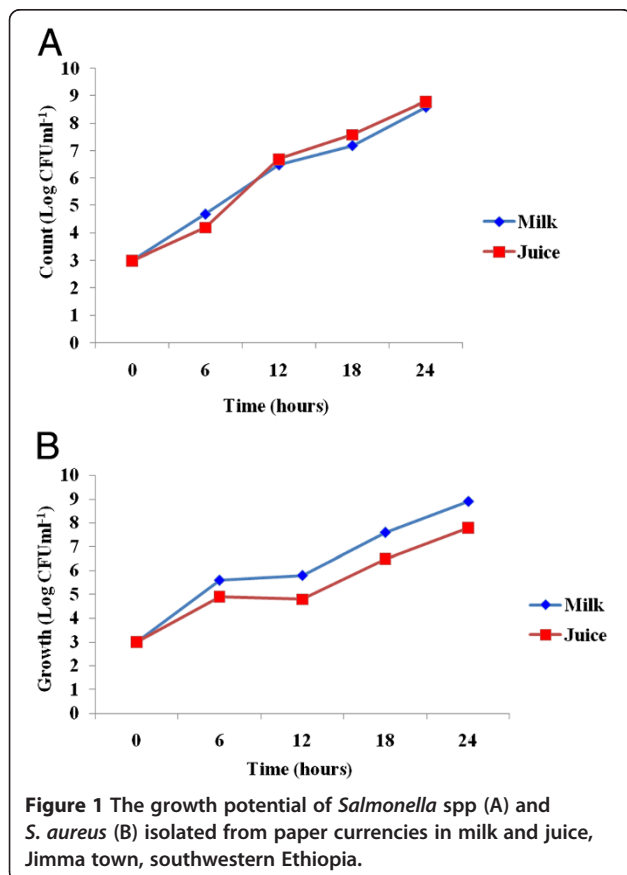 A
10
9
8
7
6
5
4
3
2
1
0
Count (Log CFUml⁻¹)
0 6 12 18 24
Time (hours)
Milk
Juice
B
10
9
8
7
6
5
4
3
2
1
0
Growth (Log CFUml⁻¹)
0 6 12 18 24
Time (hours)
Milk
Juice
Figure 1 The growth potential of Salmonella spp (A) and
S. aureus (B) isolated from paper currencies in milk and juice,
Jimma town, southwestern Ethiopia.